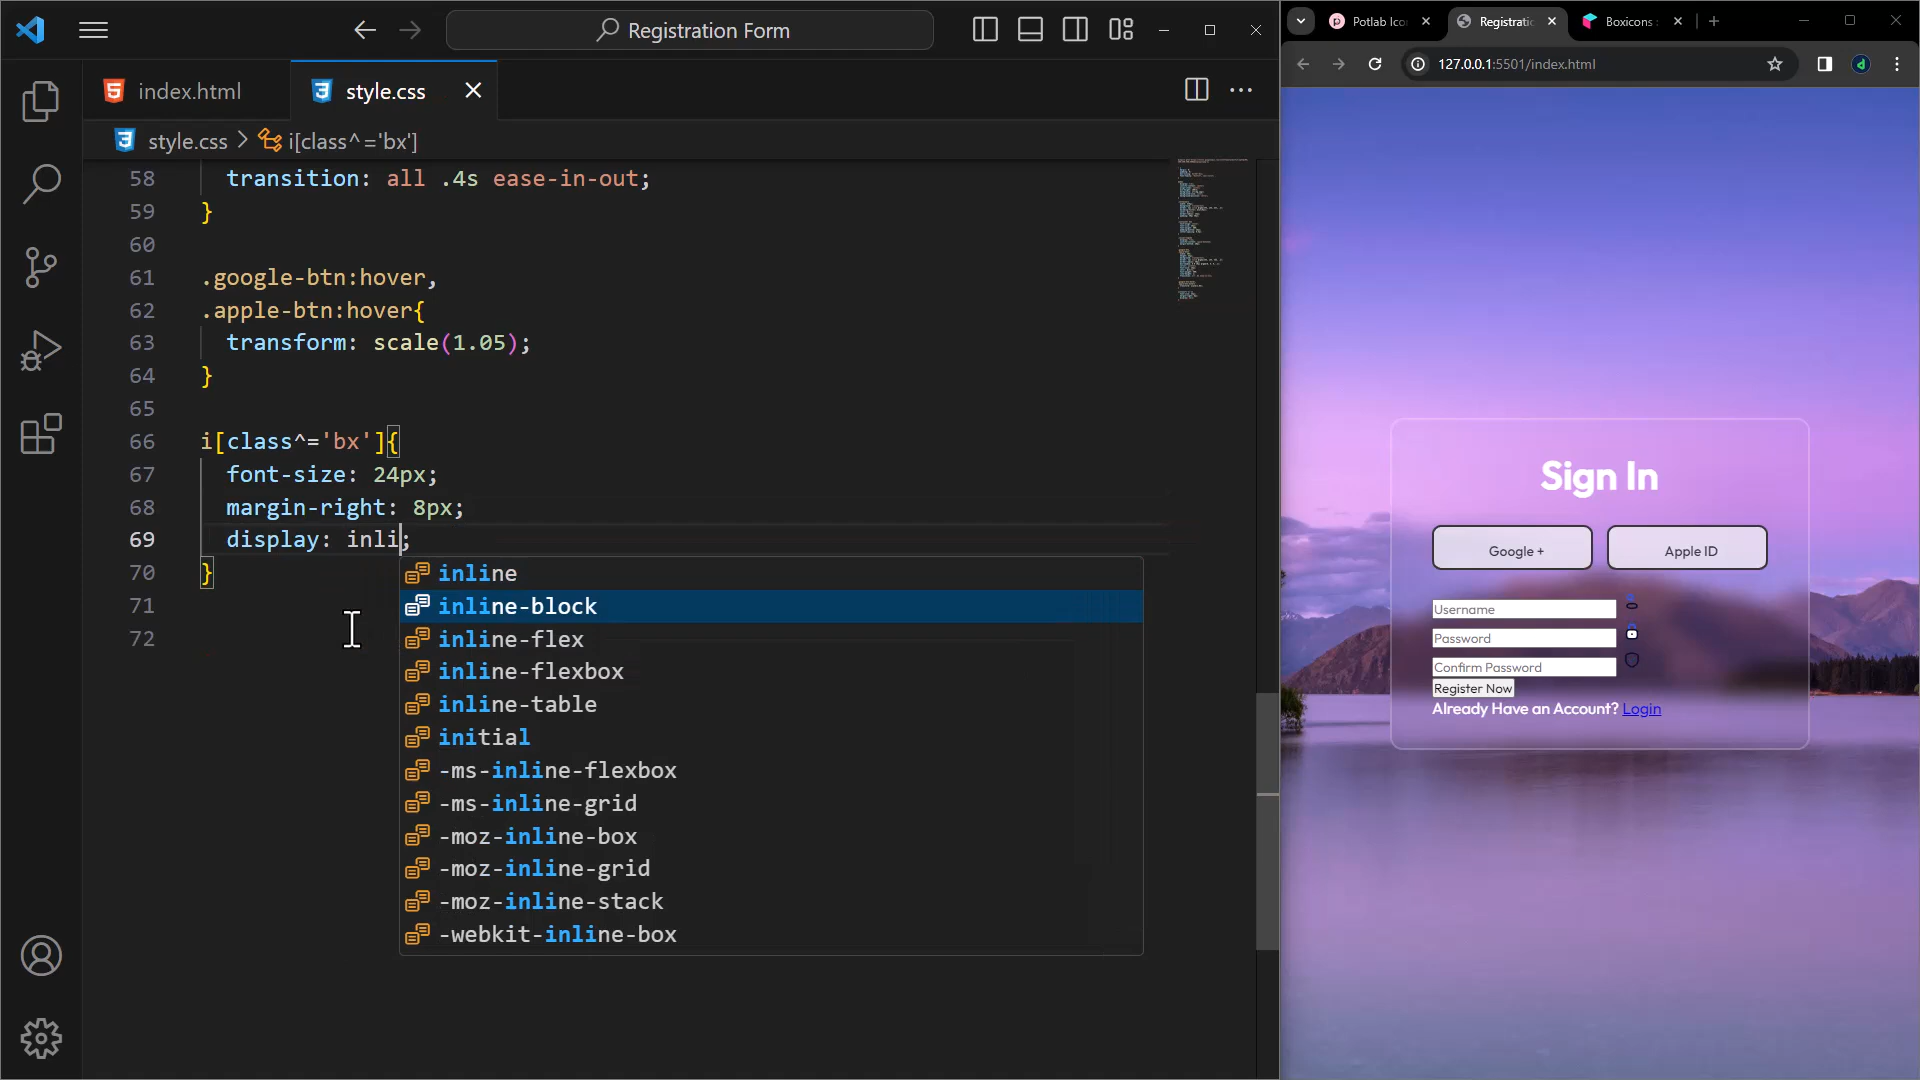 Registration Form
index.html
style.css
style.css > i[class^='bx']
58 transition: all .4s ease-in-out;
59 }
60
61 .google-btn:hover,
62 .apple-btn:hover{
63 transform: scale(1.05);
64 }
65
66 i[class^='bx']{
67 font-size: 24px;
68 margin-right: 8px;
69 display: inli;
70 }
71
72
inline
inline-block
inline-flex
inline-flexbox
inline-table
initial
-ms-inline-flexbox
-ms-inline-grid
-moz-inline-box
-moz-inline-grid
-moz-inline-stack
-webkit-inline-box
Potlab Ico
Registratio
Boxicons :
127.0.0.1:5501/index.html
d
Sign In
Google +
Apple ID
Username
Password
Confirm Password
Register Now
Already Have an Account? Login